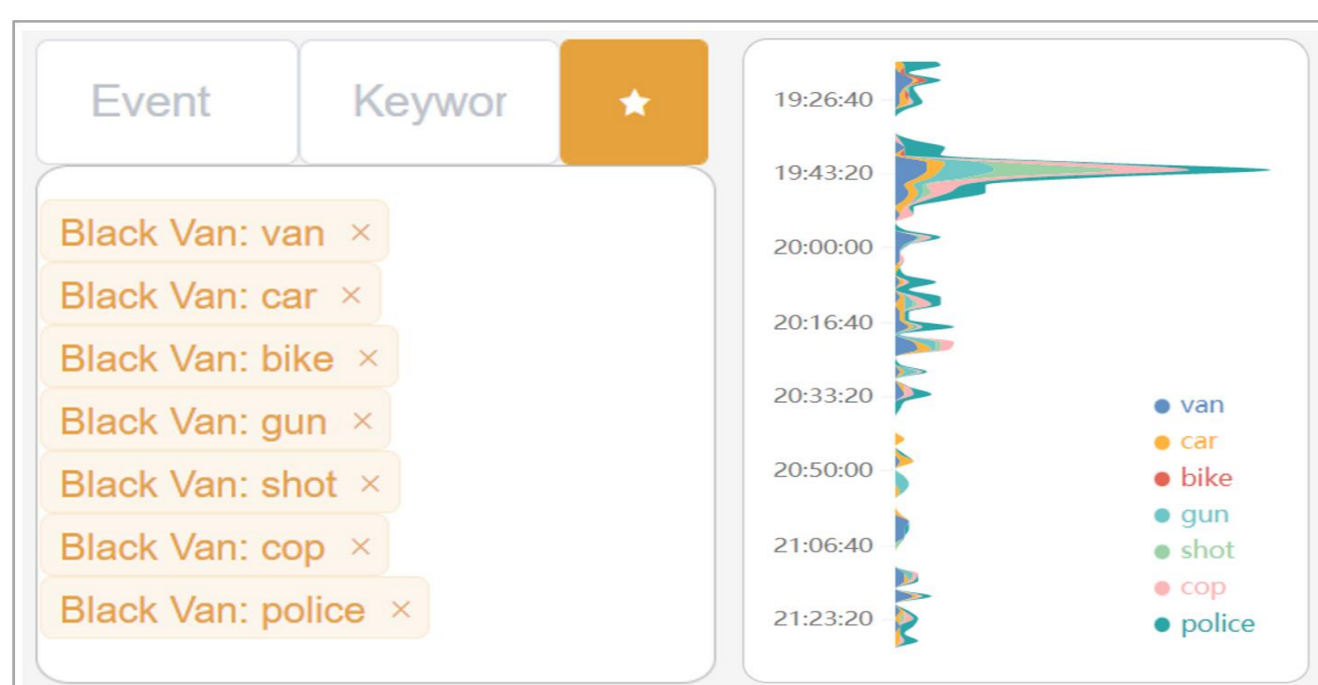 Event Keywor
Black Van: van ×
Black Van: car ×
Black Van: bike ×
Black Van: gun ×
Black Van: shot ×
Black Van: cop ×
Black Van: police ×
19:26:40
19:43:20
20:00:00
20:16:40
20:33:20
20:50:00
21:06:40
21:23:20
van
car
bike
gun
shot
cop
police